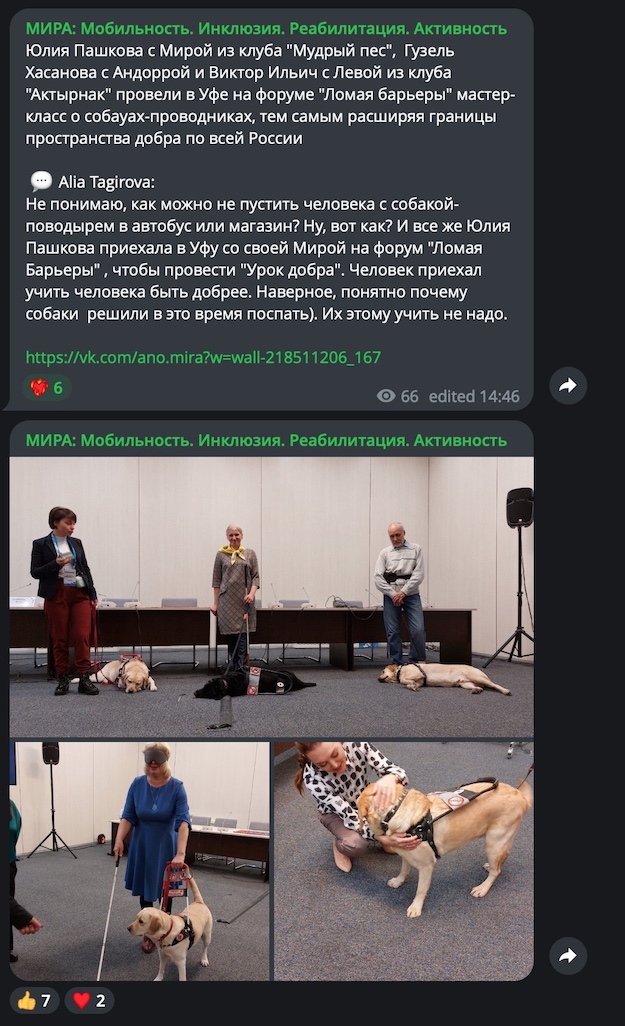 МИРА: Мобильность. Инклюзия. Реабилитация. Активность
Юлия Пашкова с Мирой из клуба "Мудрый пес", Гузель
Хасанова с Андоррой и Виктор Ильич с Левой из клуба
"Актырнак" провели в Уфе на форуме "Ломая барьеры" мастер-
класс о собауах-проводниках, тем самым расширяя границы
пространства добра по всей России
Alia Tagirova:
Не понимаю, как можно не пустить человека с собакой-
поводырем в автобус или магазин? Ну, вот как? И все же Юлия
Пашкова приехала в Уфу со своей Мирой на форум "Ломая
Барьеры" , чтобы провести "Урок добра". Человек приехал
учить человека быть добрее. Наверное, понятно почему
собаки решили в это время поспать). Их этому учить не надо.
https://vk.com/ano.mira?w=wall-218511206_167
6
66 edited 14:46
МИРА: Мобильность. Инклюзия. Реабилитация. Активность
7 2